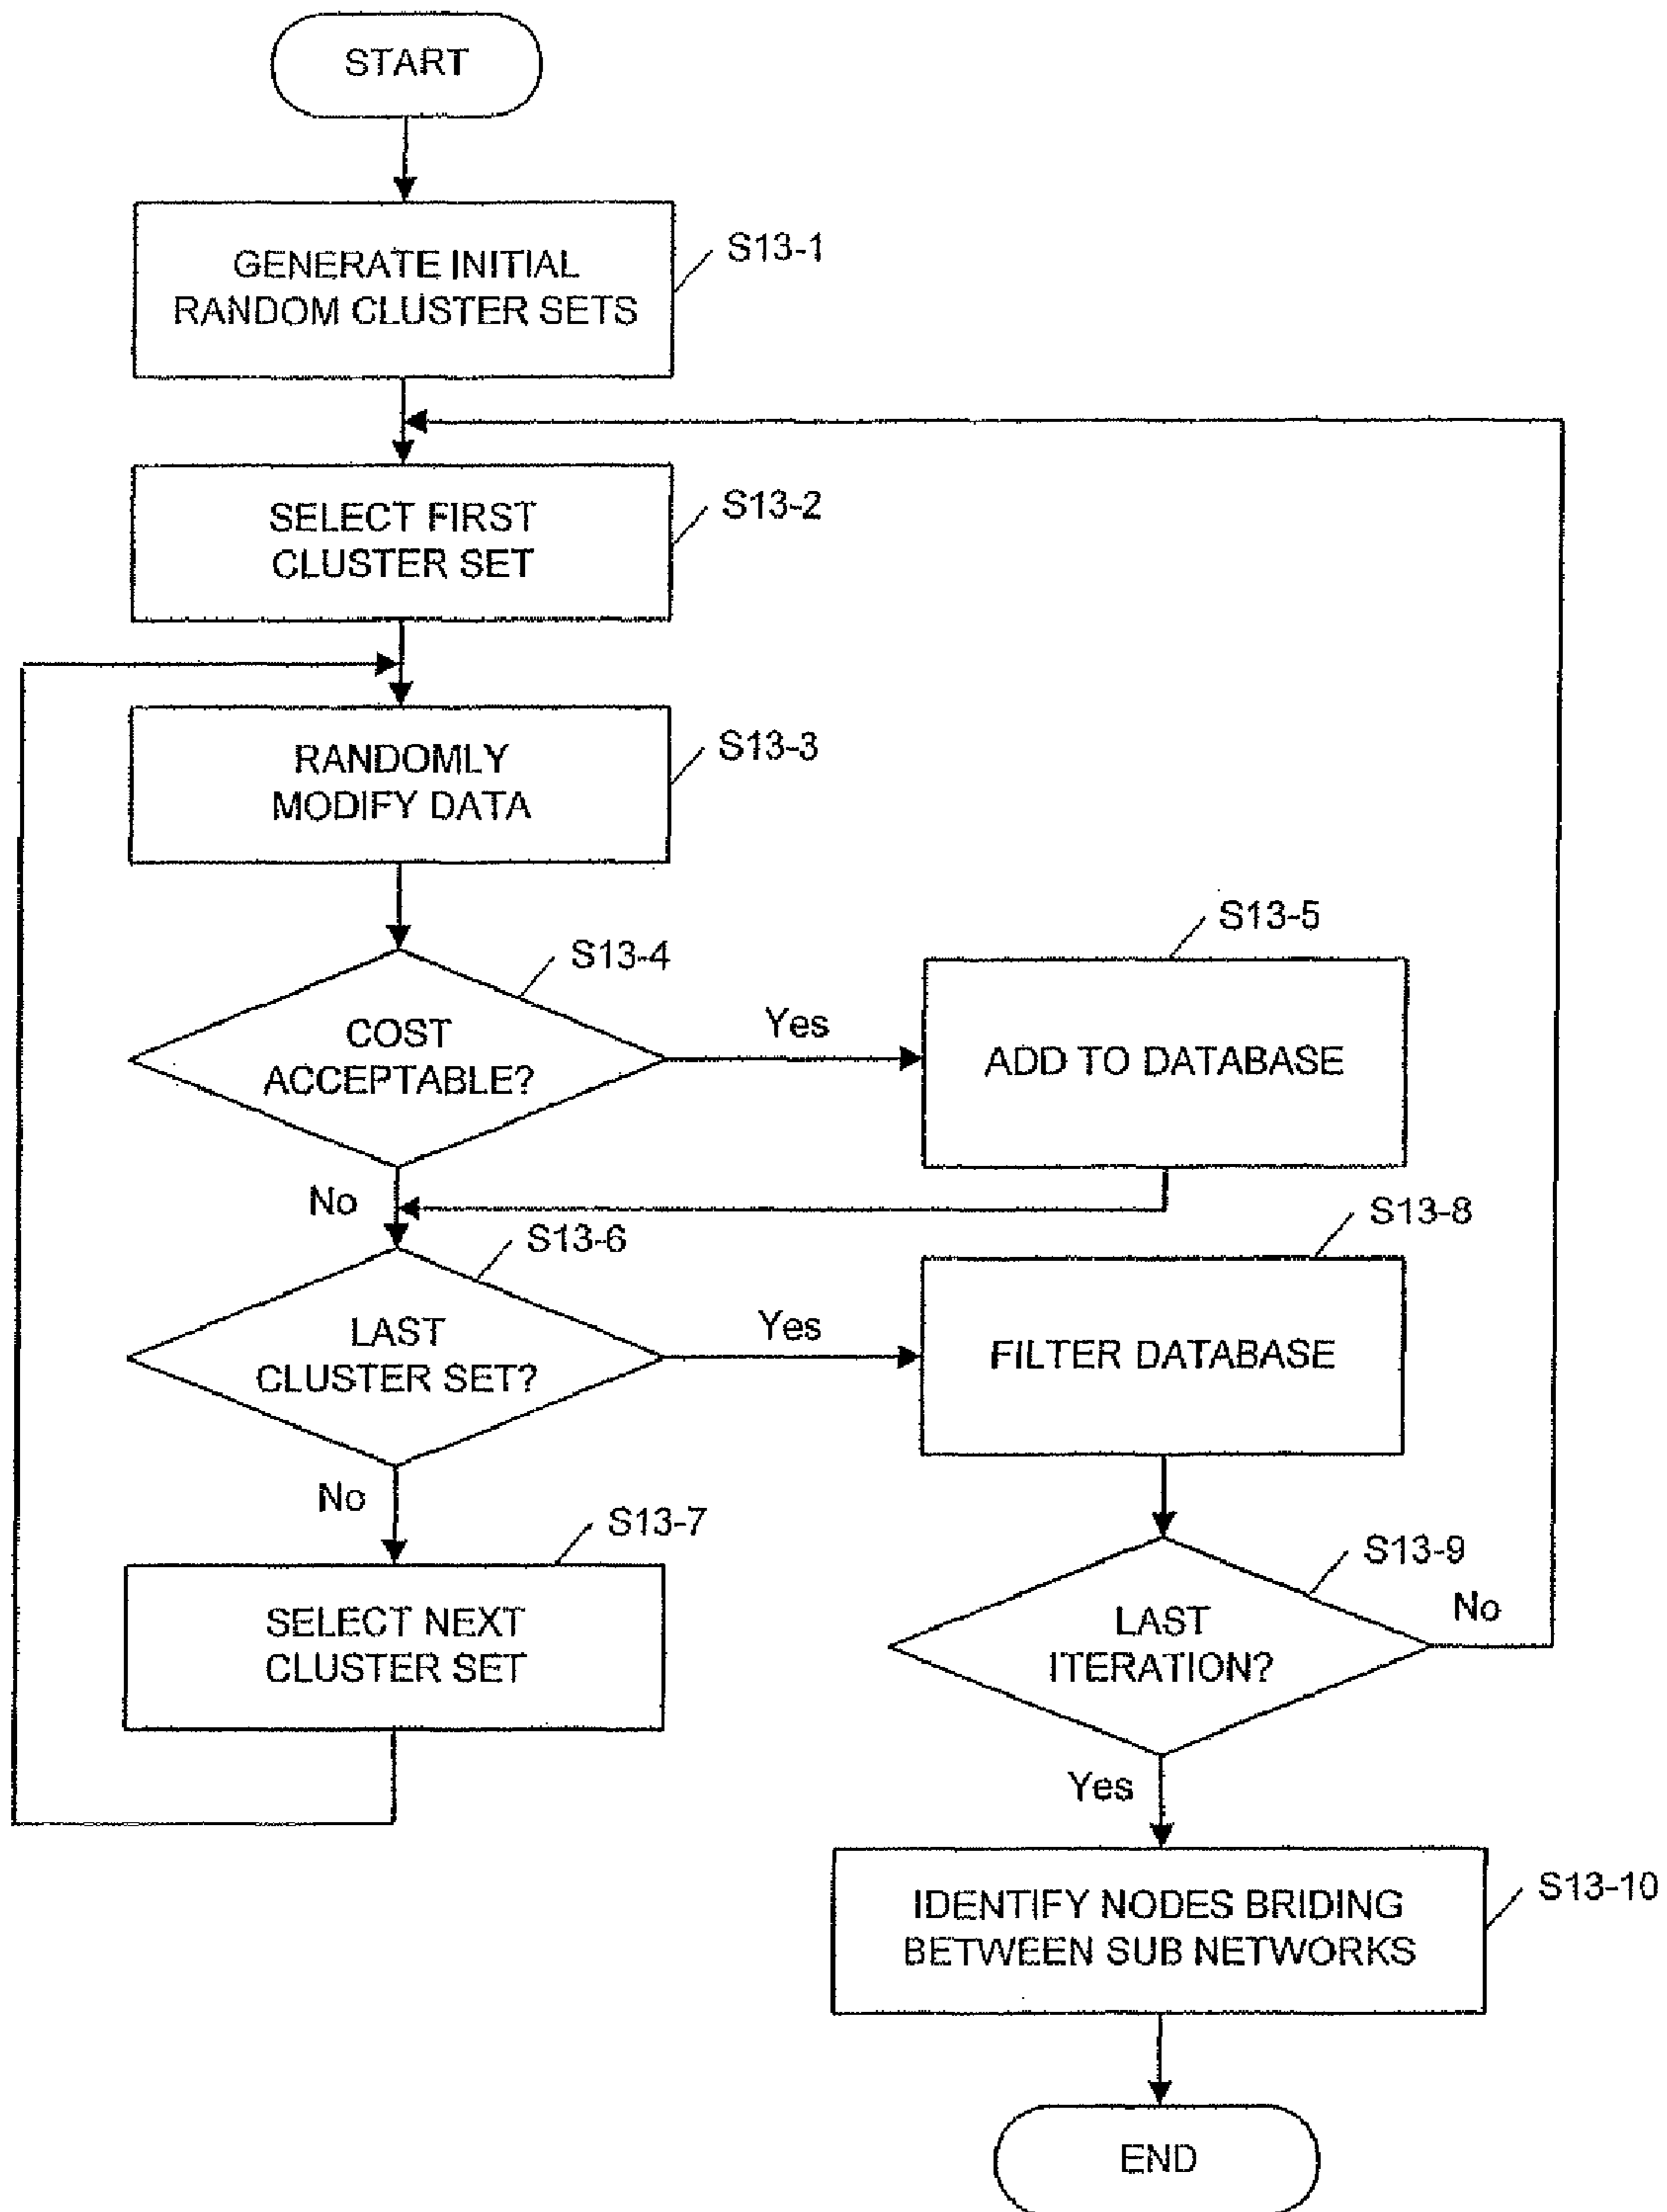 START
GENERATE INITIAL
RANDOM CLUSTER SETS
S13-1
SELECT FIRST
CLUSTER SET
S13-2
RANDOMLY
MODIFY DATA
S13-3
COST
ACCEPTABLE?
S13-4
Yes
ADD TO DATABASE
S13-5
No
LAST
CLUSTER SET?
S13-6
Yes
FILTER DATABASE
S13-8
No
SELECT NEXT
CLUSTER SET
S13-7
LAST
ITERATION?
S13-9
No
Yes
IDENTIFY NODES BRIDING
BETWEEN SUB NETWORKS
S13-10
END